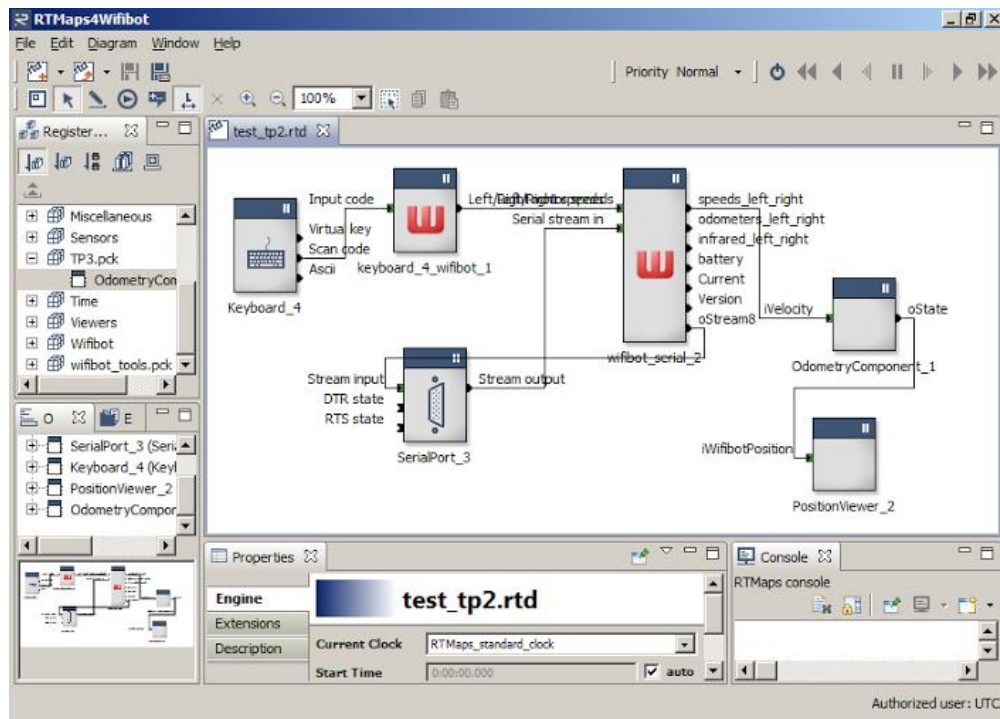 RTMaps4Wifibot
File Edit Diagram Window Help
Priority Normal
100%
Register...
test_tp2.rtd
Miscellaneous
Sensors
TP3.pck
OdometryCon
Time
Viewers
Wifibot
wifibot_tools.pck
Input code
Virtual key
Scan code
Ascii
Keyboard_4
keyboard_4_wifibot_1
Serial stream in
speeds_left_right
odometers_left_right
infrared_left_right
battery
Current
Version
oStream8
wifibot_serial_2
iVelocity
oState
OdometryComponent_1
Stream input
DTR state
RTS state
Stream output
SerialPort_3
iWifibotPosition
PositionViewer_2
O
E
SerialPort_3 (Seri
Keyboard_4 (Keyl
PositionViewer_2
OdometryCompor
Properties
Engine
Extensions
Description
test_tp2.rtd
Current Clock RTMaps_standard_clock
Start Time 0:00:00.000 auto
Console
RTMaps console
Authorized user: UTC